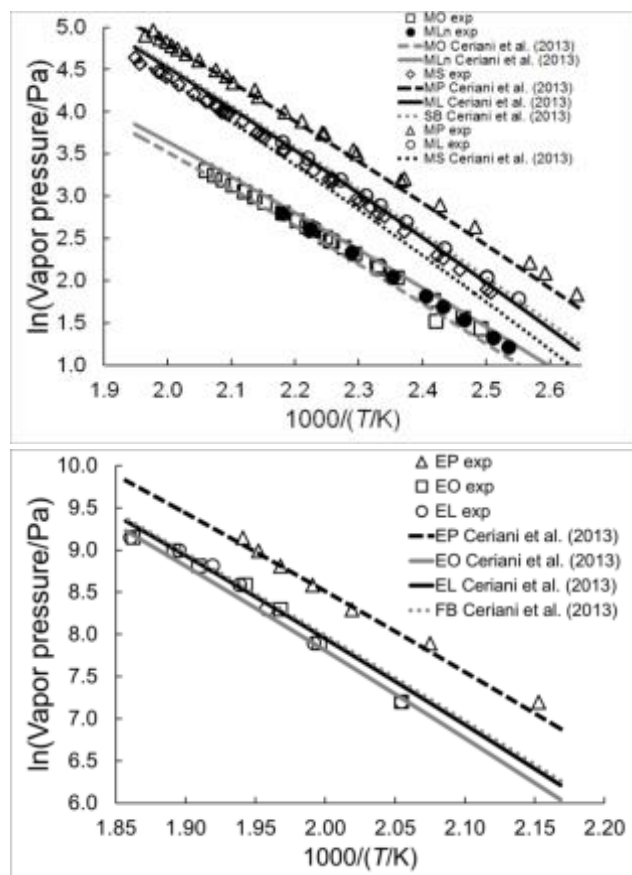 MO exp
MLn exp
MO Ceriani et al. (2013)
MLn Ceriani et al. (2013)
MS exp
MP Ceriani et al. (2013)
ML Ceriani et al. (2013)
SB Ceriani et al. (2013)
MP exp
ML exp
MS Ceriani et al. (2013)
ln(Vapor pressure/Pa)
5.0
4.5
4.0
3.5
3.0
2.5
2.0
1.5
1.0
1.9 2.0 2.1 2.2 2.3 2.4 2.5 2.6
1000/(T/K)
EP exp
EO exp
EL exp
EP Ceriani et al. (2013)
EO Ceriani et al. (2013)
EL Ceriani et al. (2013)
FB Ceriani et al. (2013)
ln(Vapor pressure/Pa)
10.0
9.5
9.0
8.5
8.0
7.5
7.0
6.5
6.0
1.85 1.90 1.95 2.00 2.05 2.10 2.15 2.20
1000/(T/K)